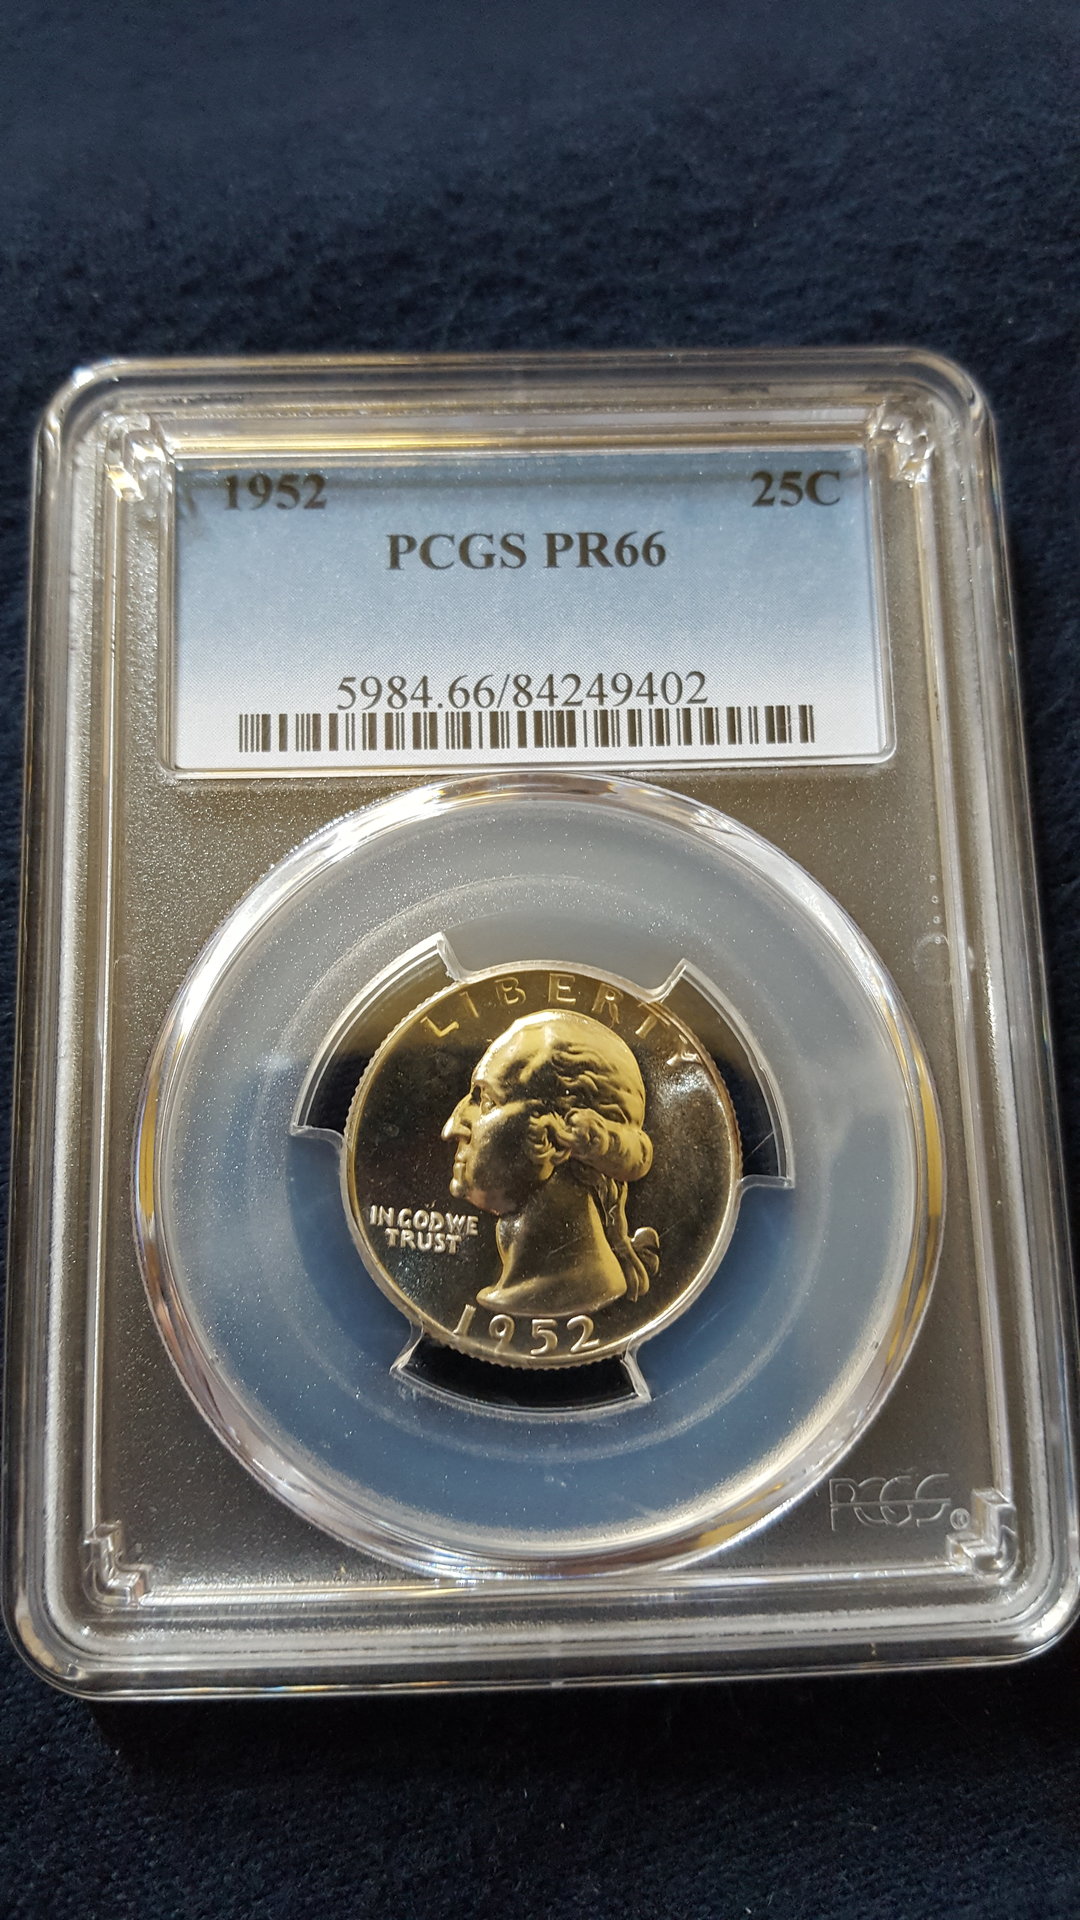 1952 25C
PCGS PR66
5984.66/84249402
LIBERTY
IN GOD WE
TRUST
1952
PCGS